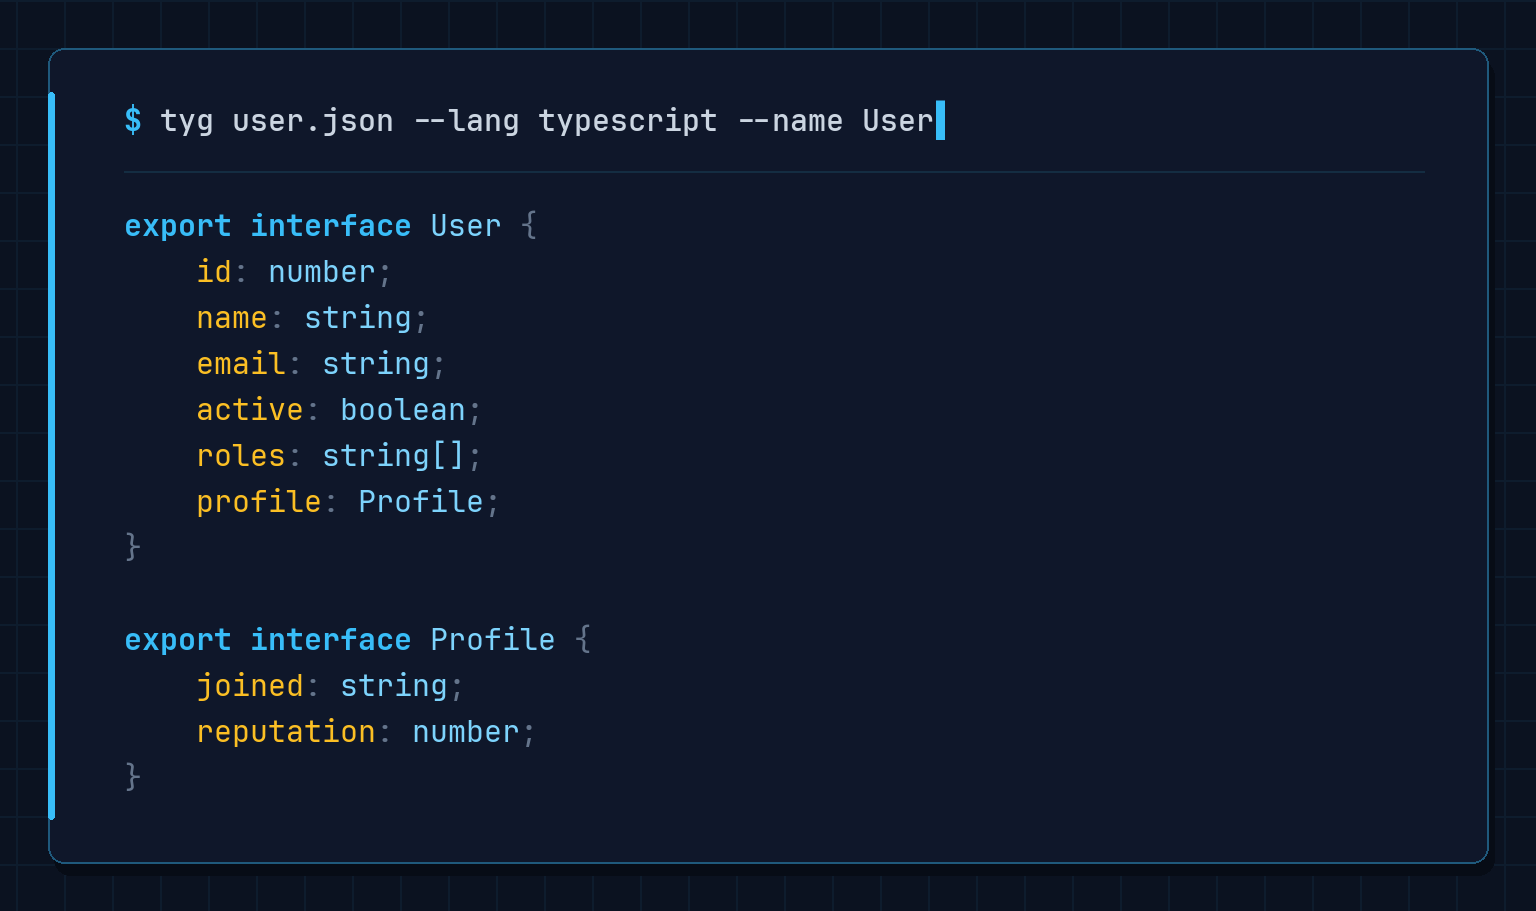 $ tyg user.json --lang typescript --name User
export interface User {
    id: number;
    name: string;
    email: string;
    active: boolean;
    roles: string[];
    profile: Profile;
}
export interface Profile {
    joined: string;
    reputation: number;
}